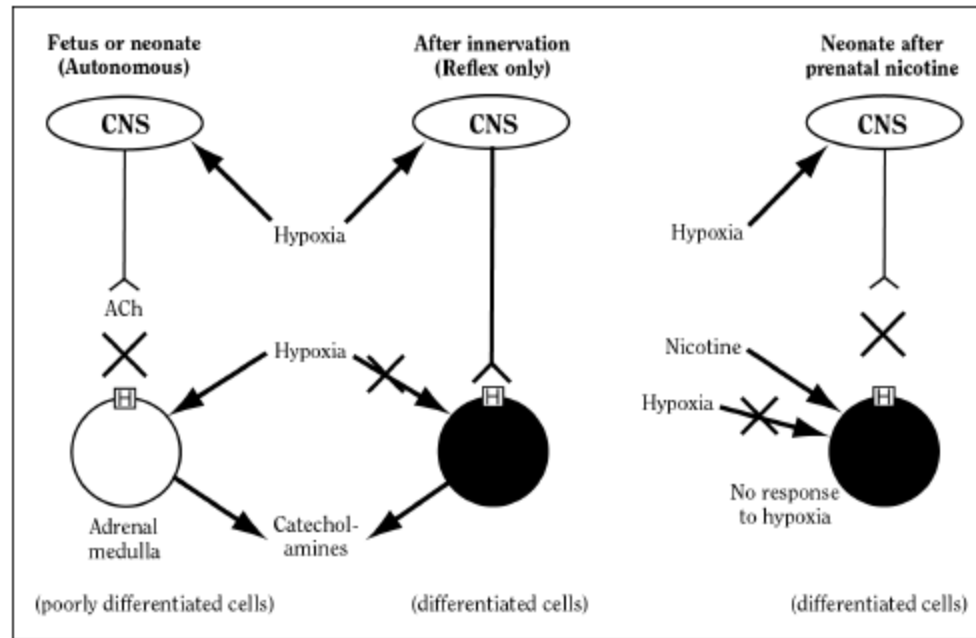 Fetus or neonate
(Autonomous)
After innervation
(Reflex only)
Neonate after
prenatal nicotine
CNS
CNS
CNS
Hypoxia
Hypoxia
ACh
Hypoxia
Nicotine
Hypoxia
H
H
H
Adrenal
medulla
Catechol-
amines
No response
to hypoxia
(poorly differentiated cells)
(differentiated cells)
(differentiated cells)